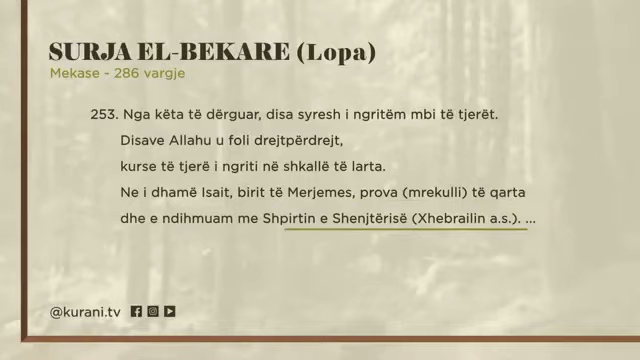 SURJA EL-BEKARE (Lopa)
Mekase - 286 vargje
253. Nga këta të dërguar, disa syresh i ngritëm mbi të tjerët.
Disave Allahu u foli drejtpërdrejt,
kurse të tjerë i ngriti në shkallë të larta.
Ne i dhamë Isait, birit të Merjemes, prova (mrekulli) të qarta
dhe e ndihmuam me Shpirtin e Shenjtërisë (Xhebrailin a.s.). ...
@kurani.tv